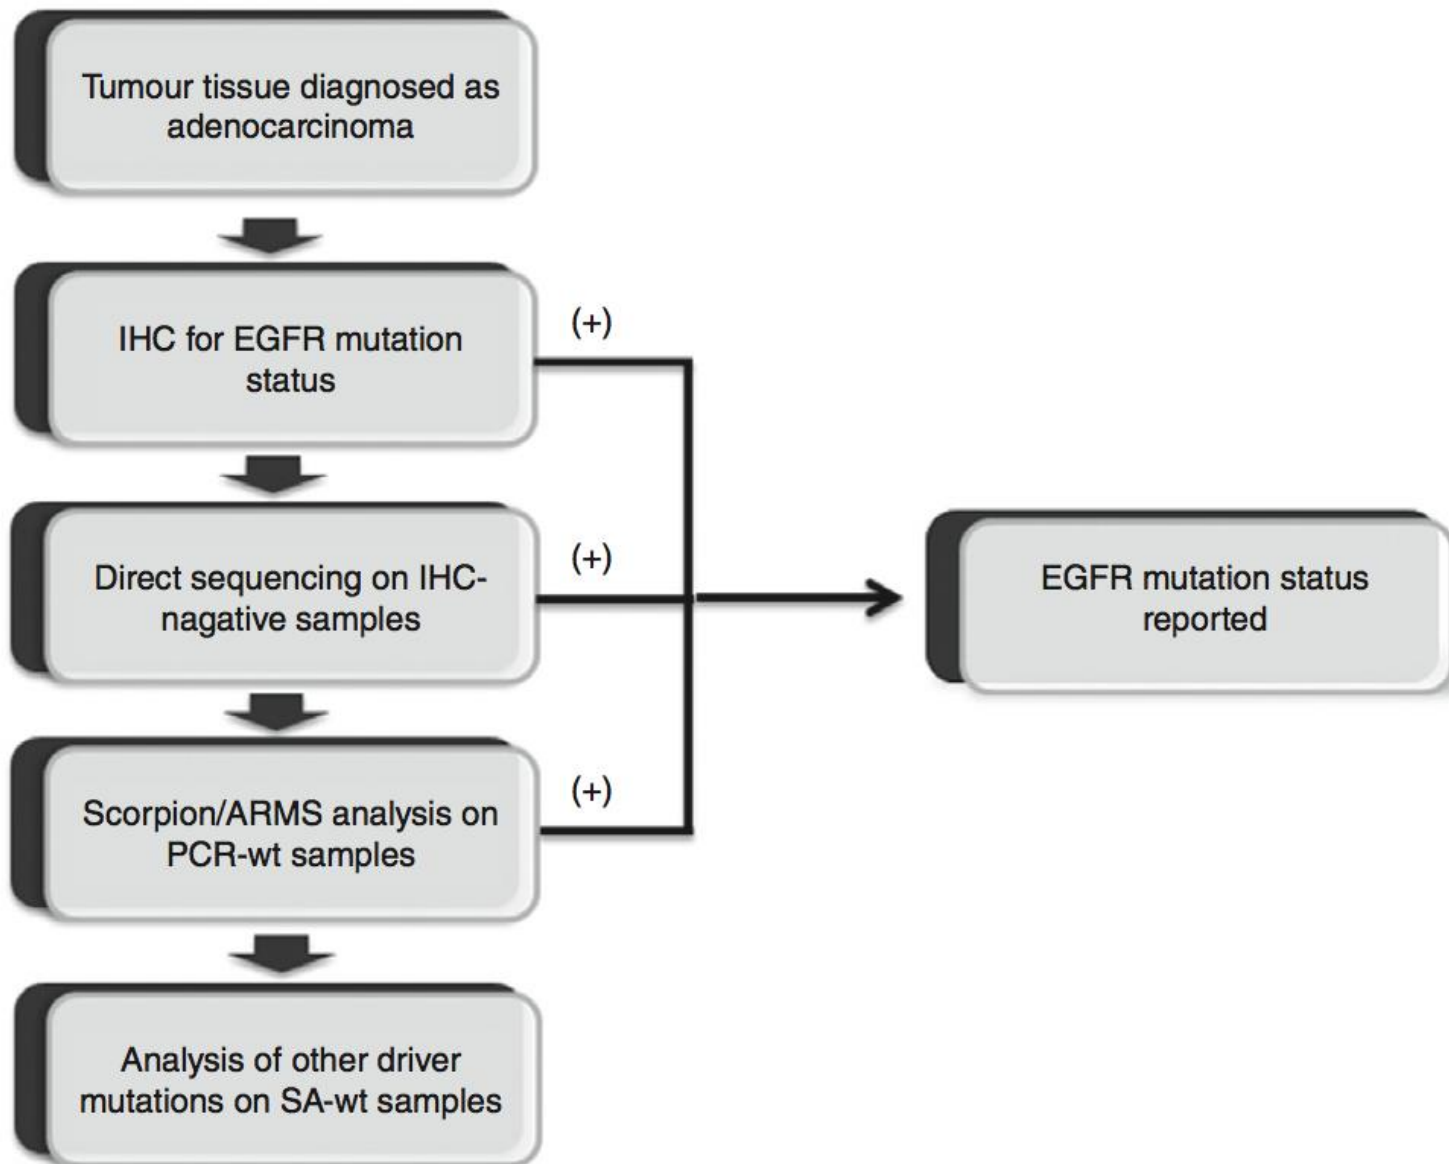 Tumour tissue diagnosed as
adenocarcinoma
IHC for EGFR mutation
status
(+)
Direct sequencing on IHC-
nagative samples
(+)
EGFR mutation status
reported
Scorpion/ARMS analysis on
PCR-wt samples
(+)
Analysis of other driver
mutations on SA-wt samples